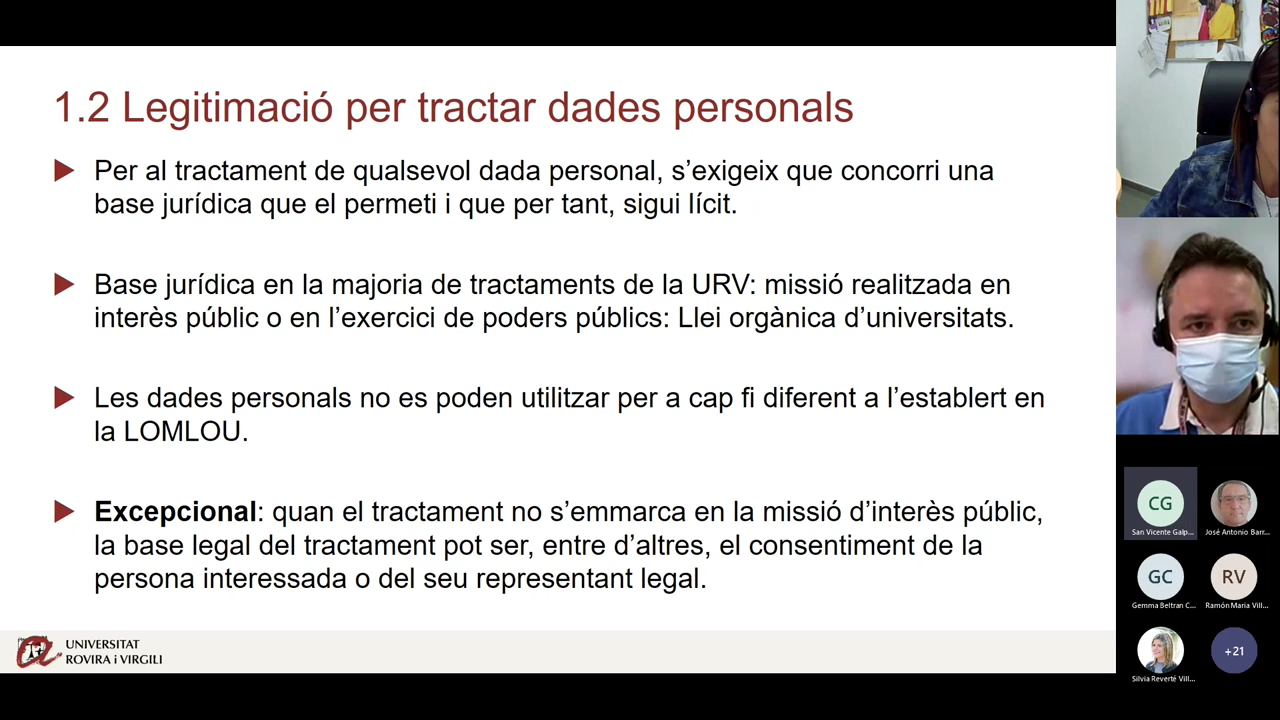 1.2 Legitimació per tractar dades personals
Per al tractament de qualsevol dada personal, s’exigeix que concorri una
base jurídica que el permeti i que per tant, sigui lícit.
Base jurídica en la majoria de tractaments de la URV: missió realitzada en
interès públic o en l’exercici de poders públics: Llei orgànica d’universitats.
Les dades personals no es poden utilitzar per a cap fi diferent a l’establert en
la LOMLOU.
Excepcional: quan el tractament no s’emmarca en la missió d’interès públic,
la base legal del tractament pot ser, entre d’altres, el consentiment de la
persona interessada o del seu representant legal.
UNIVERSITAT
ROVIRA i VIRGILI
CG
San Vicente Galp...
José Antonio Barr...
GC
RV
Gemma Beltran C...
Ramón Maria Vill...
+21
Silvia Reverté Vill...